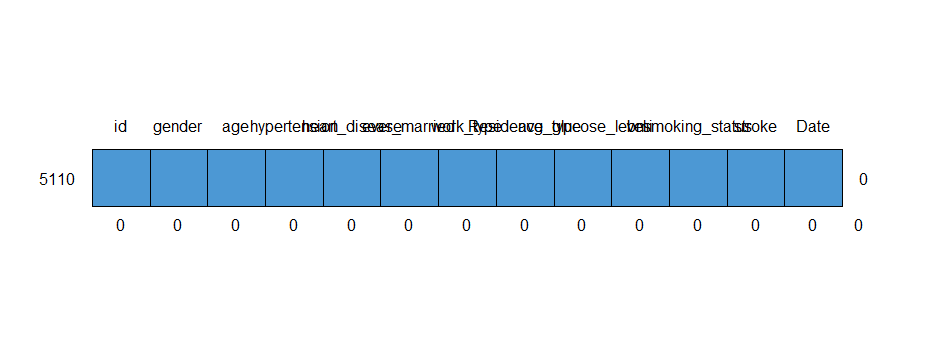 id gender age hypertension heart_disease ever_married work_type Residence_type avg_glucose_level bmi smoking_status stroke Date
5110 0
0 0 0 0 0 0 0 0 0 0 0 0 0 0